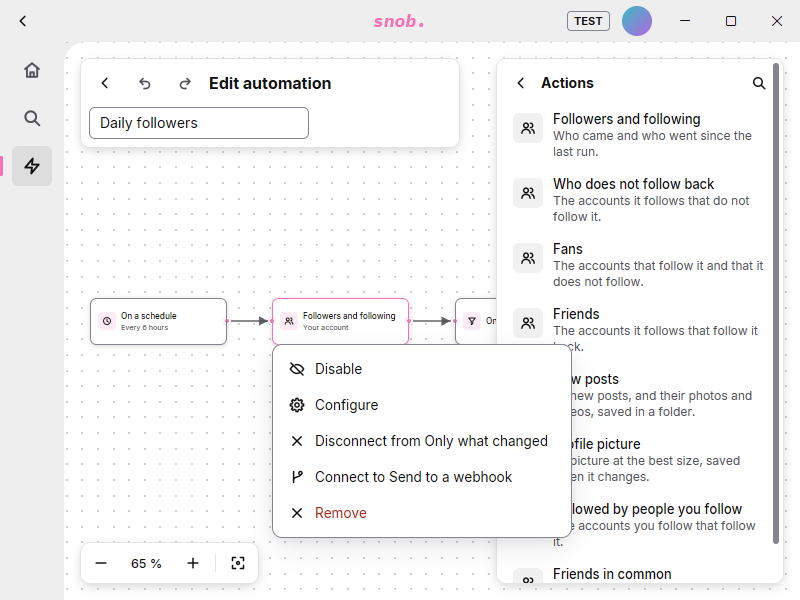 snob.
TEST
Edit automation
Daily followers
Actions
Followers and following
Who came and who went since the
last run.
Who does not follow back
The accounts it follows that do not
follow it.
Fans
The accounts that follow it and that it
does not follow.
Friends
The accounts it follows that follow it
posts
new posts, and their photos and
saved in a folder.
picture
picture at the best size, saved
it changes.
by people you follow
accounts you follow that follow
it.
Friends in common
On a schedule
Every 6 hours
Followers and following
Your account
Disable
Configure
Disconnect from Only what changed
Connect to Send to a webhook
Remove
65 %